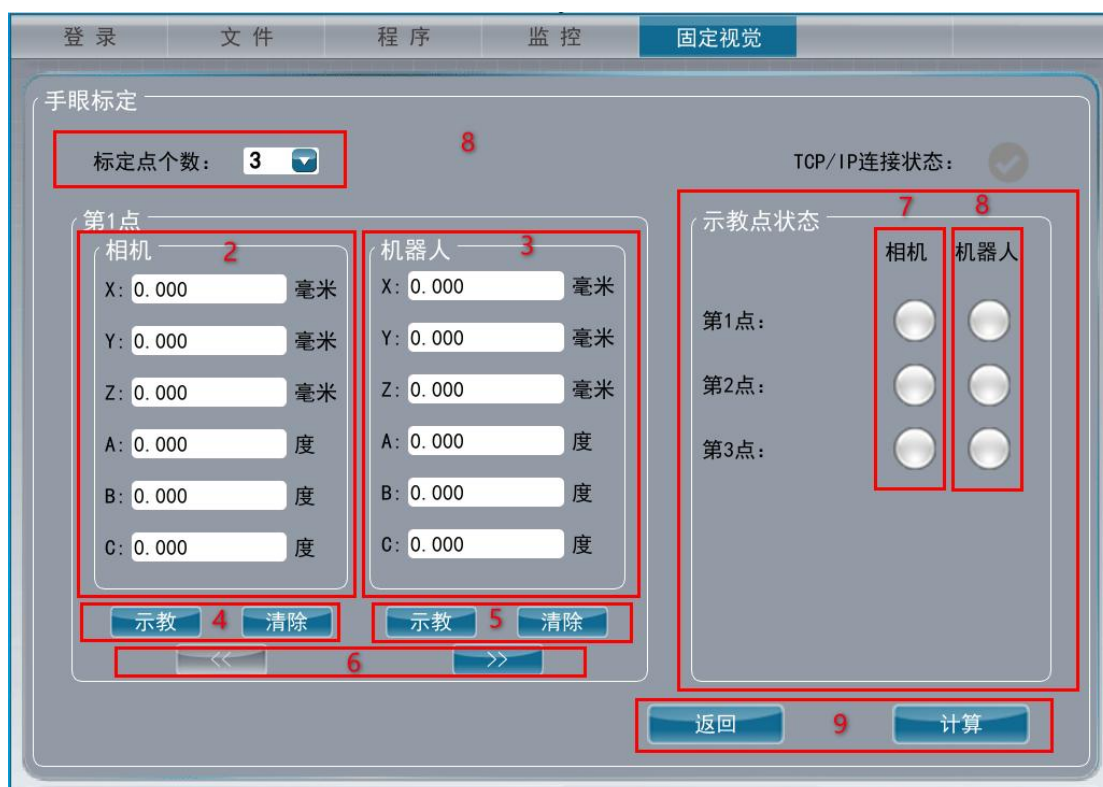 登 录 文 件 程 序 监 控 固定视觉
手眼标定
8
标定点个数： 3
TCP/IP连接状态：
第1点
相机 2
X: 0.000 毫米
Y: 0.000 毫米
Z: 0.000 毫米
A: 0.000 度
B: 0.000 度
C: 0.000 度
示教 4 清除
机器人 3
X: 0.000 毫米
Y: 0.000 毫米
Z: 0.000 毫米
A: 0.000 度
B: 0.000 度
C: 0.000 度
示教 5 清除
<< 6 >>
示教点状态
7 8
相机 机器人
第1点：
第2点：
第3点：
返回 9 计算